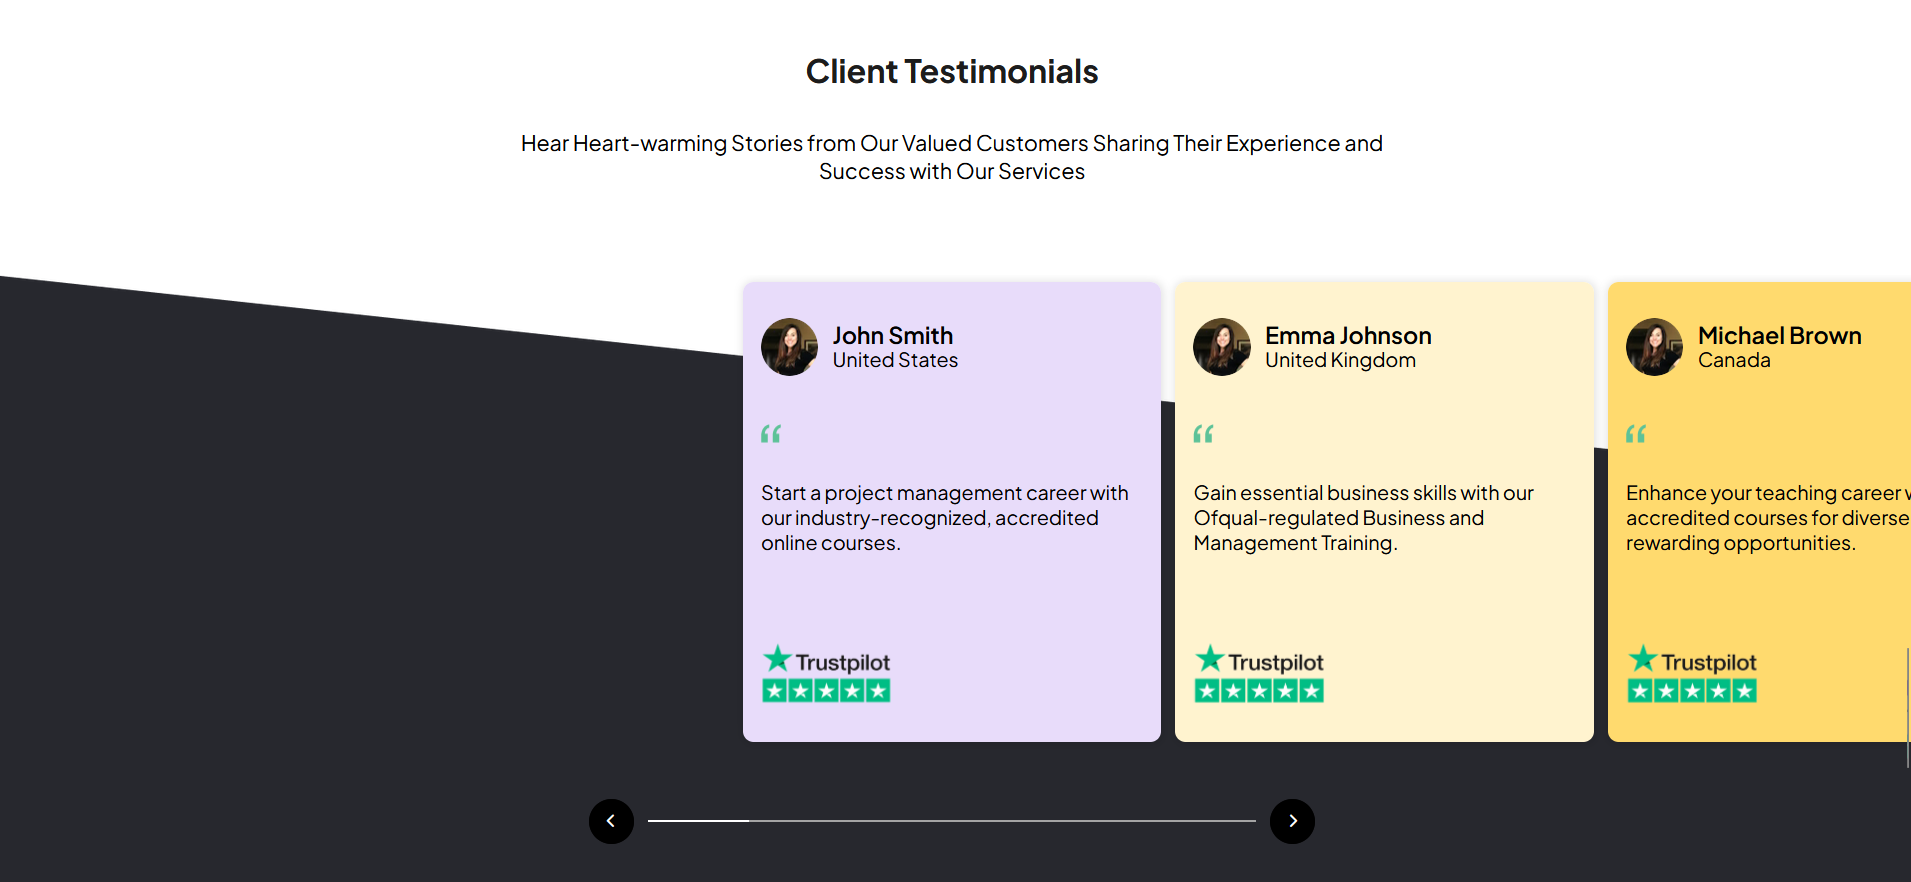 Client Testimonials
Hear Heart-warming Stories from Our Valued Customers Sharing Their Experience and
Success with Our Services
John Smith
United States
“
Start a project management career with
our industry-recognized, accredited
online courses.
Trustpilot
Emma Johnson
United Kingdom
“
Gain essential business skills with our
Ofqual-regulated Business and
Management Training.
Trustpilot
Michael Brown
Canada
“
Enhance your teaching career
accredited courses for diverse
rewarding opportunities.
Trustpilot